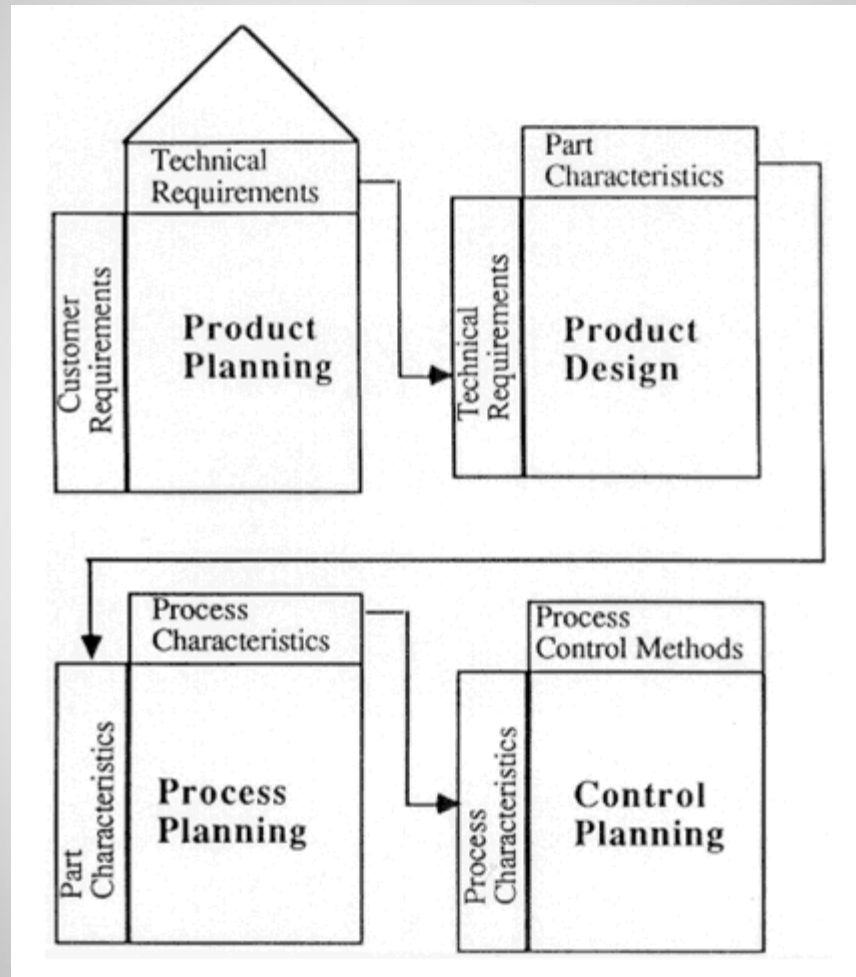 Technical
Requirements
Customer
Requirements
Product
Planning
Part
Characteristics
Technical
Requirements
Product
Design
Process
Characteristics
Part
Characteristics
Process
Planning
Process
Control Methods
Process
Characteristics
Control
Planning